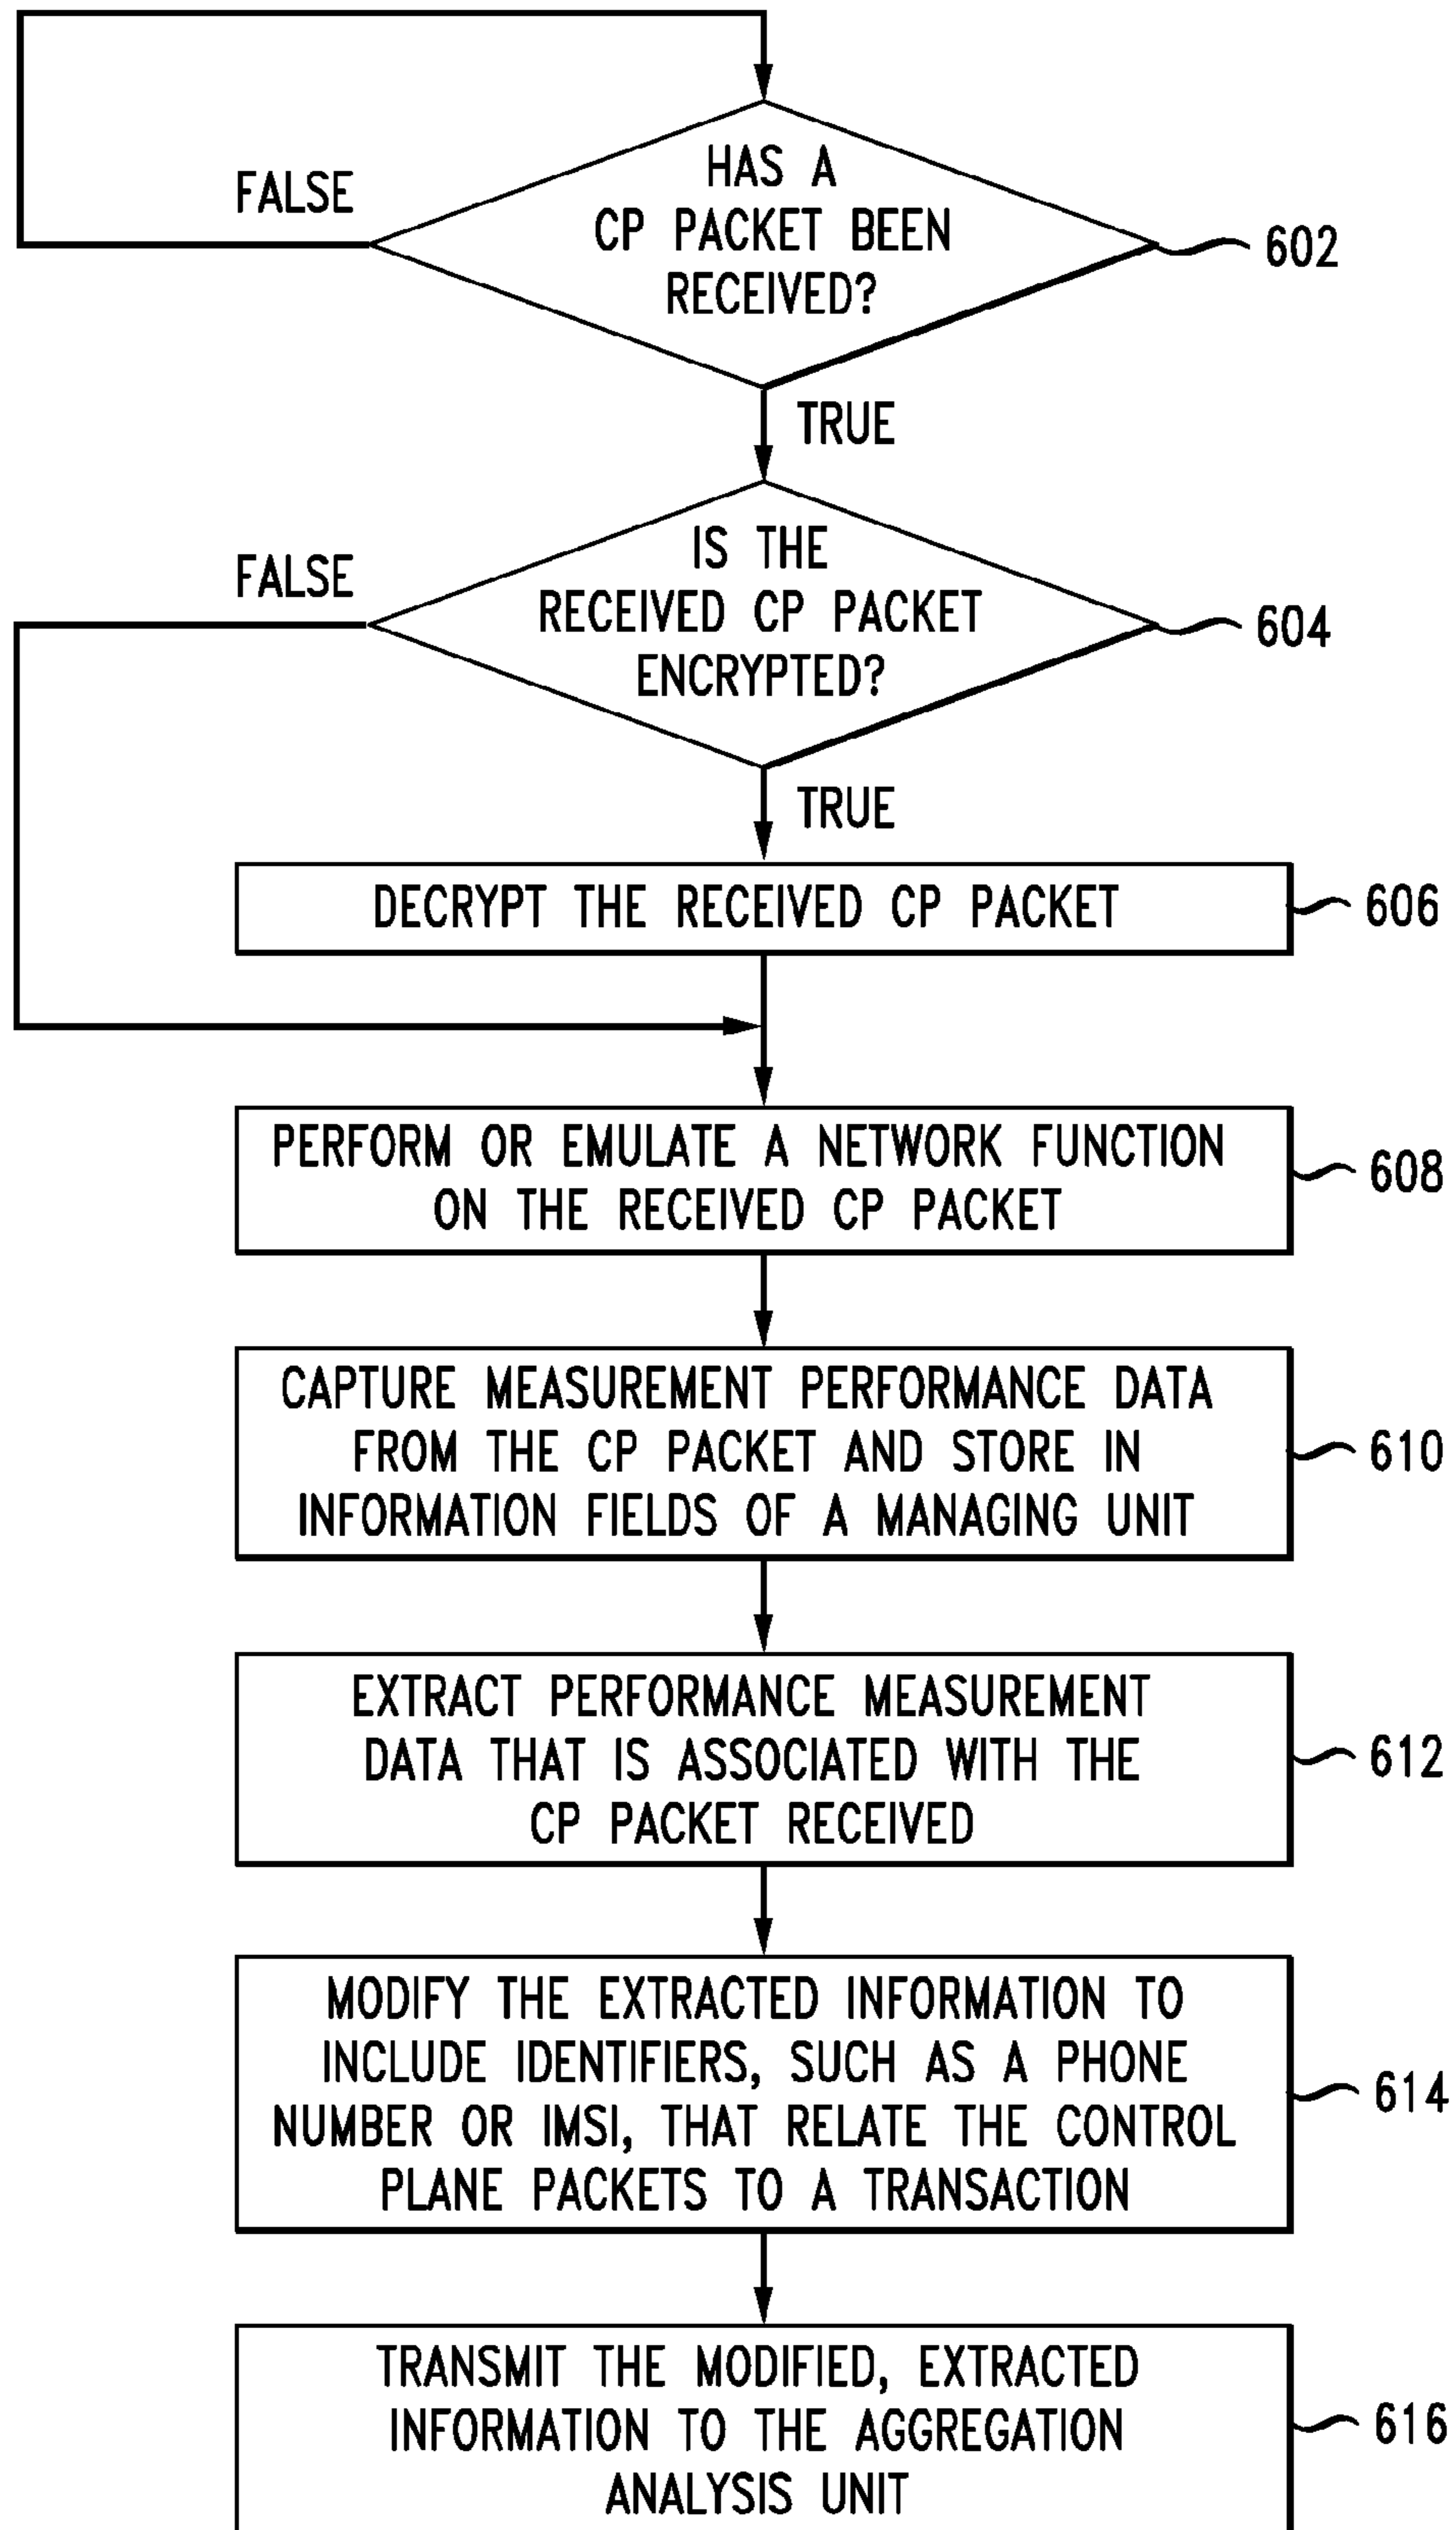 HAS A
CP PACKET BEEN
RECEIVED?
FALSE
602
TRUE
IS THE
RECEIVED CP PACKET
ENCRYPTED?
FALSE
604
TRUE
DECRYPT THE RECEIVED CP PACKET
606
PERFORM OR EMULATE A NETWORK FUNCTION
ON THE RECEIVED CP PACKET
608
CAPTURE MEASUREMENT PERFORMANCE DATA
FROM THE CP PACKET AND STORE IN
INFORMATION FIELDS OF A MANAGING UNIT
610
EXTRACT PERFORMANCE MEASUREMENT
DATA THAT IS ASSOCIATED WITH THE
CP PACKET RECEIVED
612
MODIFY THE EXTRACTED INFORMATION TO
INCLUDE IDENTIFIERS, SUCH AS A PHONE
NUMBER OR IMSI, THAT RELATE THE CONTROL
PLANE PACKETS TO A TRANSACTION
614
TRANSMIT THE MODIFIED, EXTRACTED
INFORMATION TO THE AGGREGATION
ANALYSIS UNIT
616